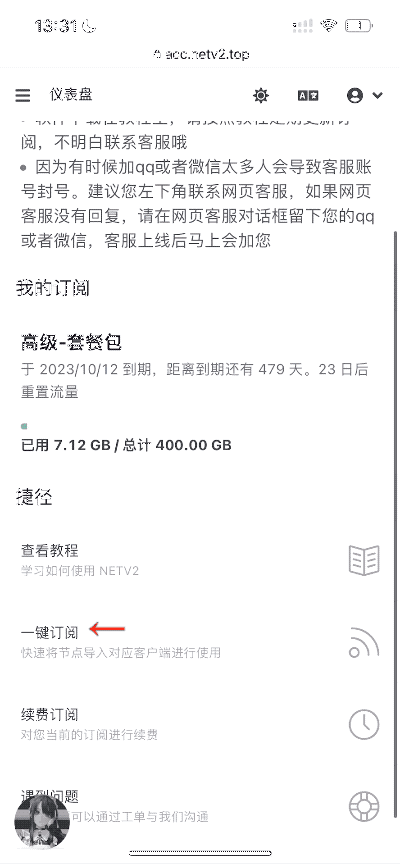 13:31
acc.netv2.top
仪表盘
阅，不明白联系客服哦
• 因为有时候加qq或者微信太多人会导致客服账
号封号。建议您左下角联系网页客服，如果网页
客服没有回复，请在网页客服对话框留下您的qq
或者微信，客服上线后马上会加您
我的订阅
高级-套餐包
于 2023/10/12 到期，距离到期还有 479 天。23 日后
重置流量
已用 7.12 GB / 总计 400.00 GB
捷径
查看教程
学习如何使用 NETV2
一键订阅
快速将节点导入对应客户端进行使用
续费订阅
对您当前的订阅进行续费
遇到问题
可以通过工单与我们沟通